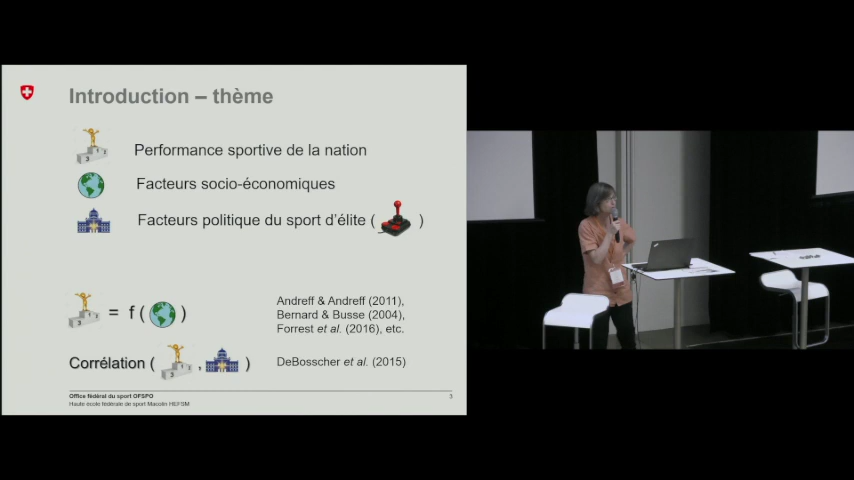 Introduction – thème
Performance sportive de la nation
Facteurs socio-économiques
Facteurs politique du sport d'élite ( )
= f ( )
Andreff & Andreff (2011),
Bernard & Busse (2004),
Forrest et al. (2016), etc.
Corrélation ( , )
DeBosscher et al. (2015)
Office fédéral du sport OFSPO
Haute école fédérale de sport Macolin HEFSM
3